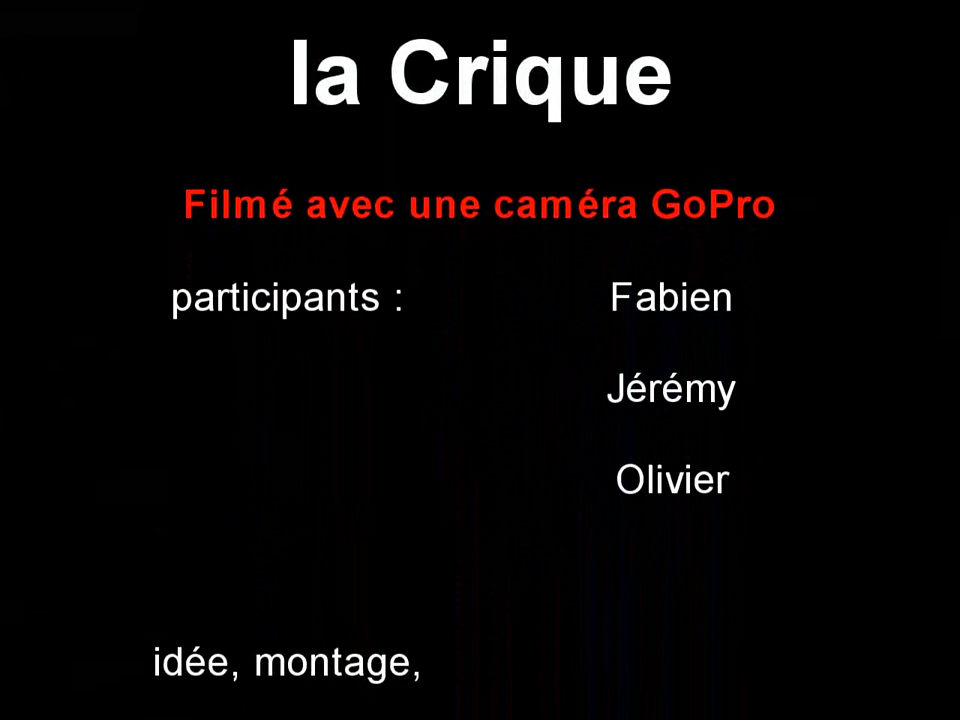 la Crique
Filmé avec une caméra GoPro
participants : Fabien
Jérémy
Olivier
idée, montage,